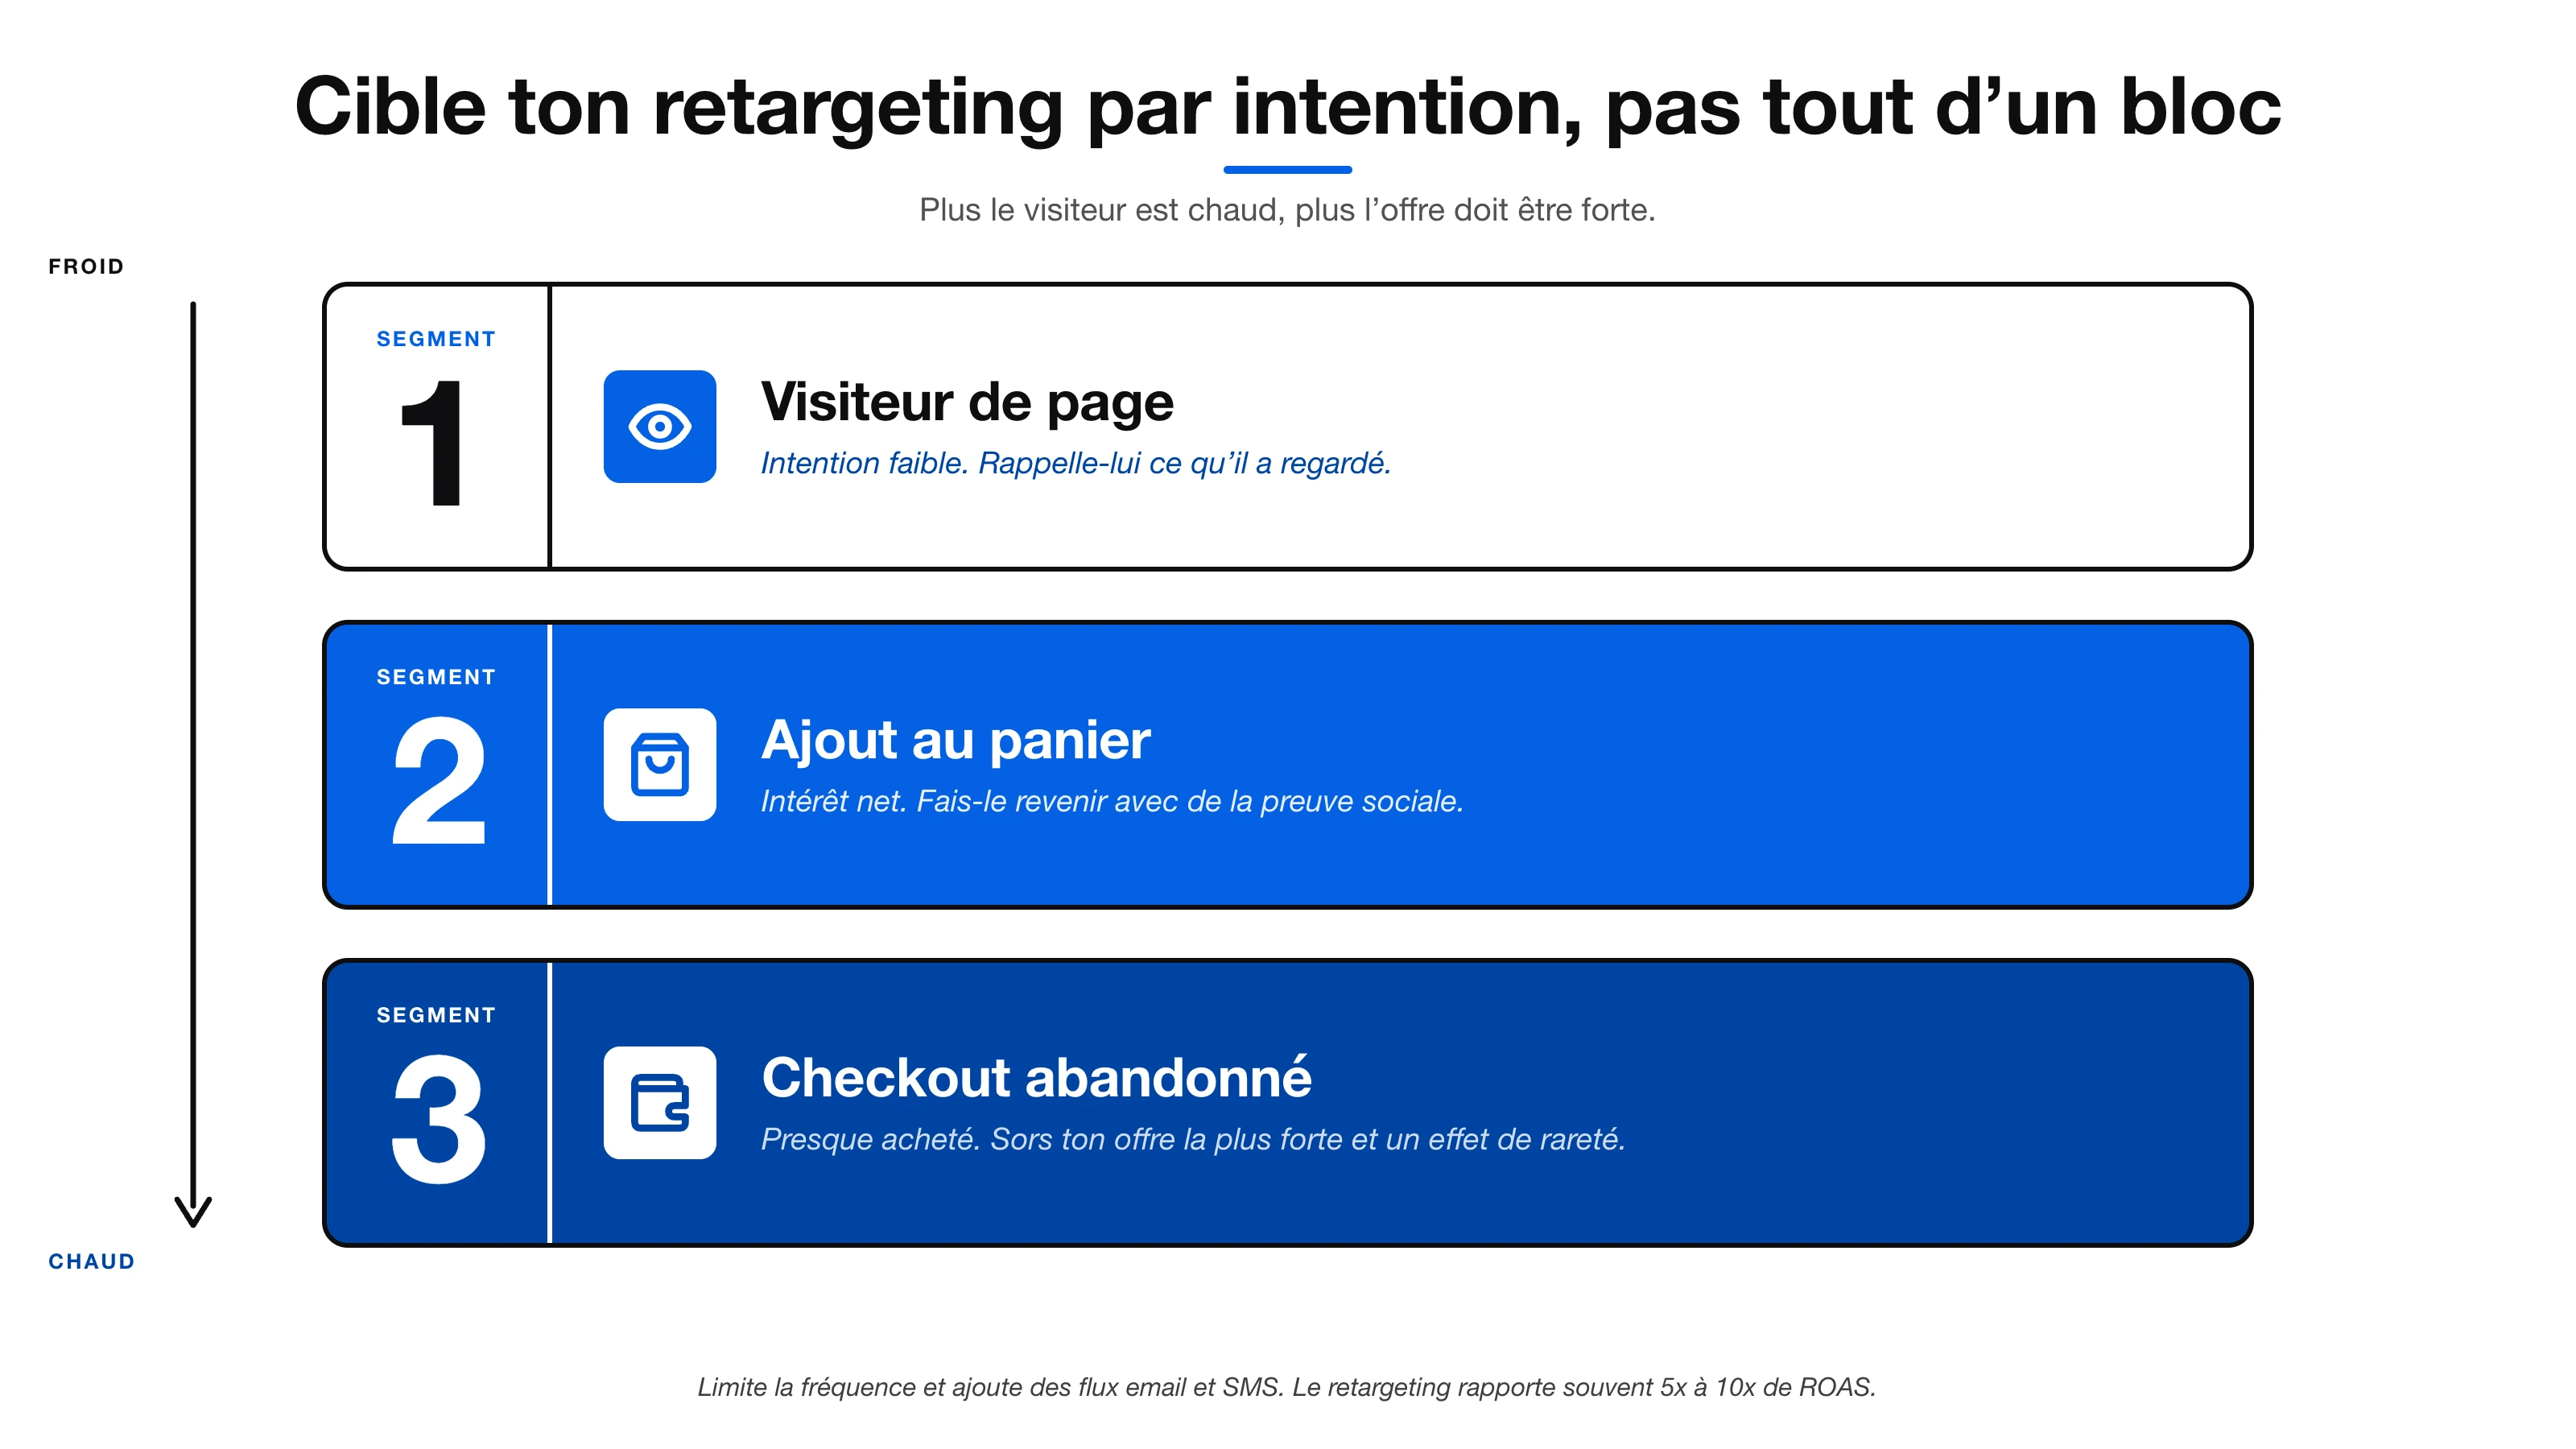 Cible ton retargeting par intention, pas tout d’un bloc
Plus le visiteur est chaud, plus l’offre doit être forte.
FROID
SEGMENT
1
Visiteur de page
Intention faible. Rappelle-lui ce qu’il a regardé.
SEGMENT
2
Ajout au panier
Intérêt net. Fais-le revenir avec de la preuve sociale.
SEGMENT
3
Checkout abandonné
Presque acheté. Sors ton offre la plus forte et un effet de rareté.
CHAUD
Limite la fréquence et ajoute des flux email et SMS. Le retargeting rapporte souvent 5x à 10x de ROAS.